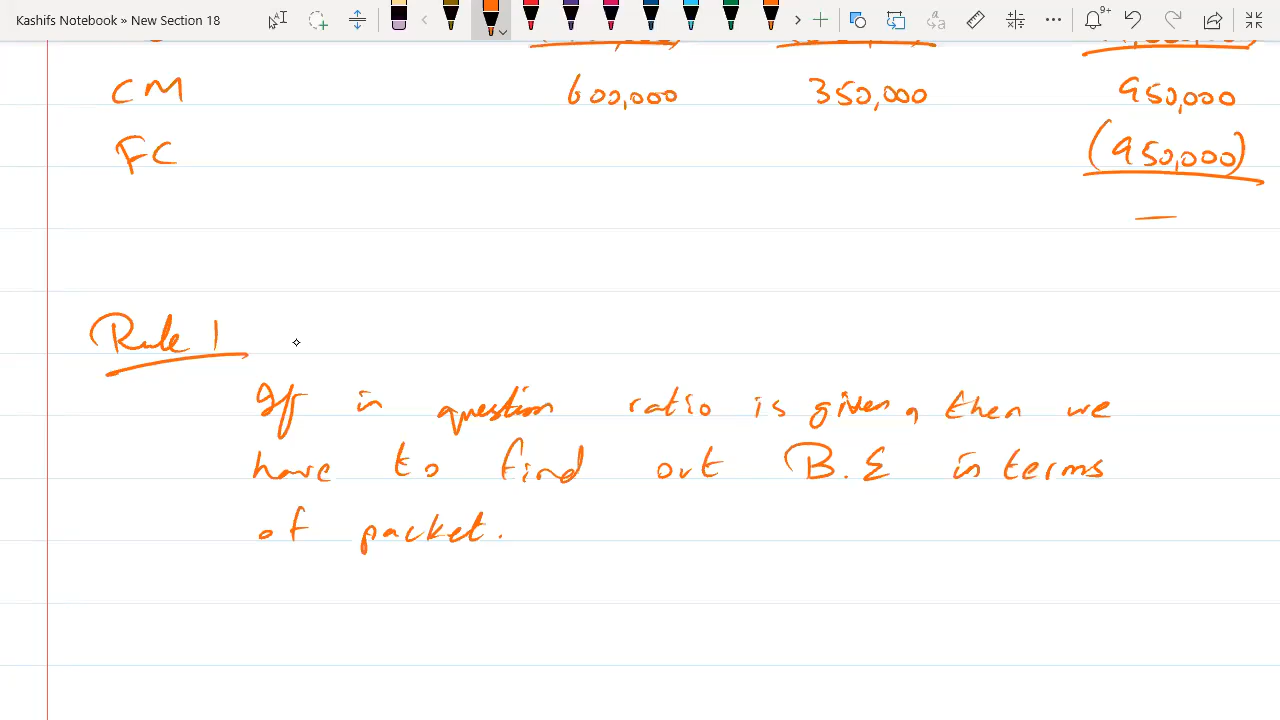 Kashifs Notebook » New Section 18
9+
CM 600,000 350,000 950,000
FC (950,000)
—
Rule 1
If in question ratio is given, then we
have to find out B.E in terms
of packet.